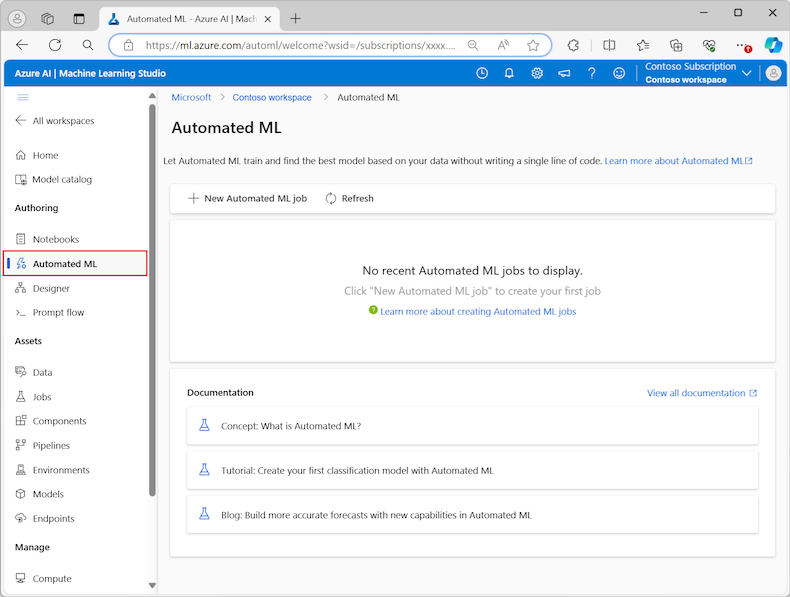 Automated ML - Azure AI | Mach
https://ml.azure.com/automl/welcome?wsid=/subscriptions/xxxx....
Azure AI | Machine Learning Studio
Contoso Subscription
Contoso workspace
All workspaces
Home
Model catalog
Authoring
Notebooks
Automated ML
Designer
Prompt flow
Assets
Data
Jobs
Components
Pipelines
Environments
Models
Endpoints
Manage
Compute
Microsoft > Contoso workspace > Automated ML
Automated ML
Let Automated ML train and find the best model based on your data without writing a single line of code. Learn more about Automated ML
New Automated ML job Refresh
No recent Automated ML jobs to display.
Click "New Automated ML job" to create your first job
Learn more about creating Automated ML jobs
Documentation View all documentation
Concept: What is Automated ML?
Tutorial: Create your first classification model with Automated ML
Blog: Build more accurate forecasts with new capabilities in Automated ML